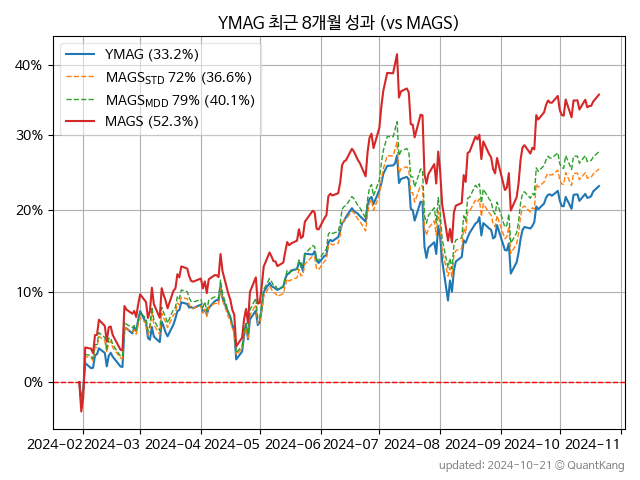 YMAG 최근 8개월 성과 (vs MAGS)
YMAG (33.2%)
MAGS_STD 72% (36.6%)
MAGS_MDD 79% (40.1%)
MAGS (52.3%)
40%
30%
20%
10%
0%
2024-02 2024-03 2024-04 2024-05 2024-06 2024-07 2024-08 2024-09 2024-10 2024-11
updated: 2024-10-21 © QuantKang